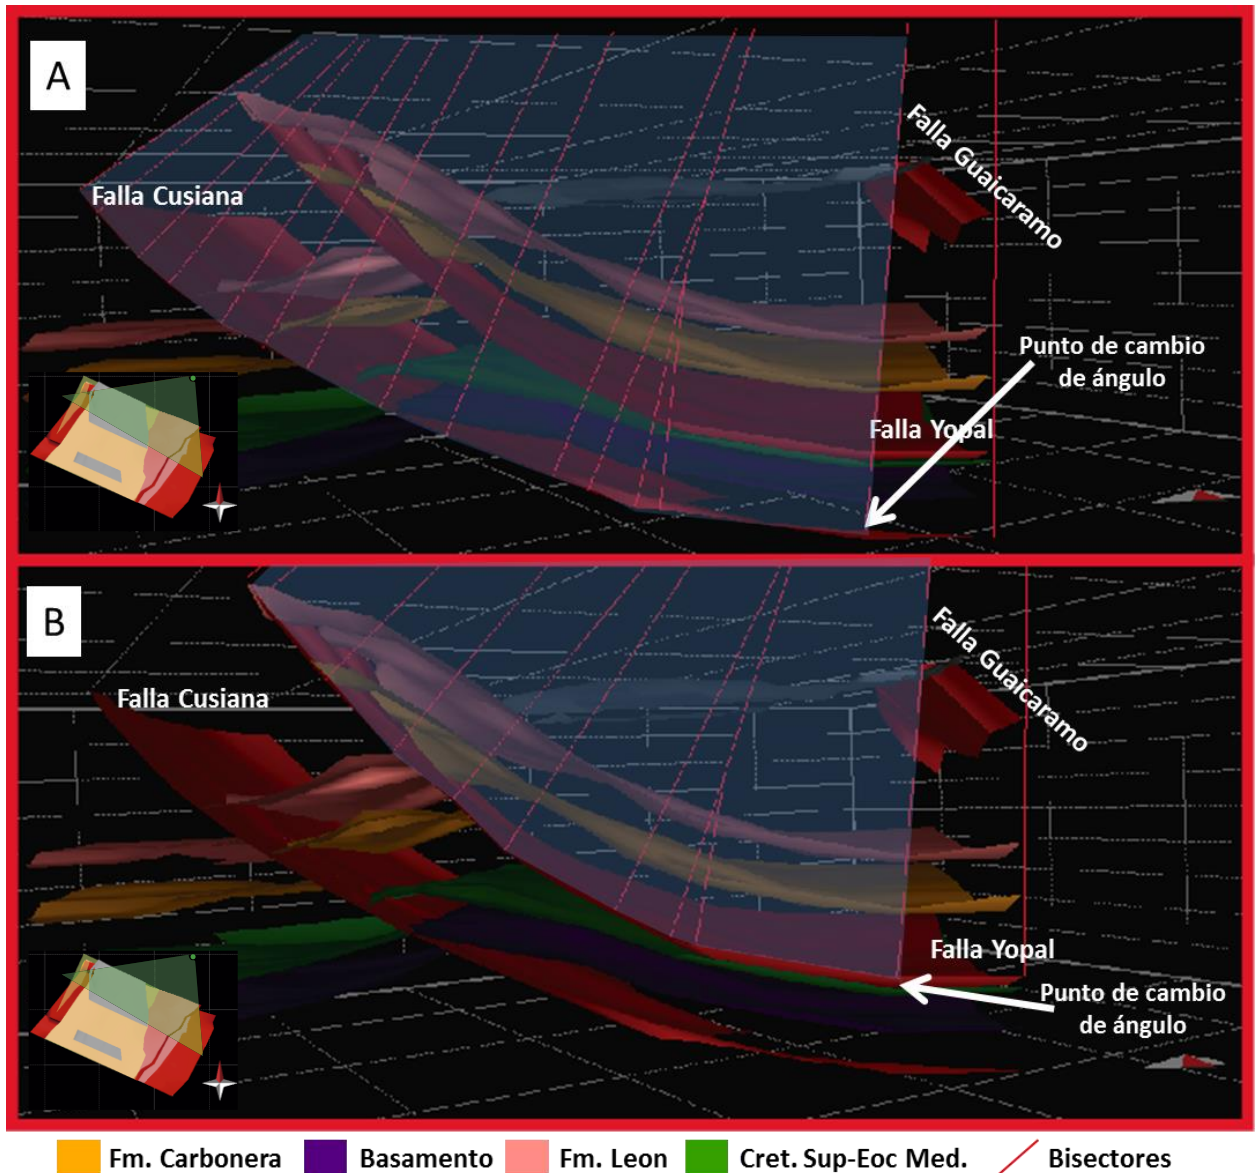 A
Falla Guaicaramo
Falla Cusiana
Punto de cambio
de ángulo
Falla Yopal
B
Falla Guaicaramo
Falla Cusiana
Falla Yopal
Punto de cambio
de ángulo
Fm. Carbonera Basamento Fm. Leon Cret. Sup-Eoc Med. Bisectores